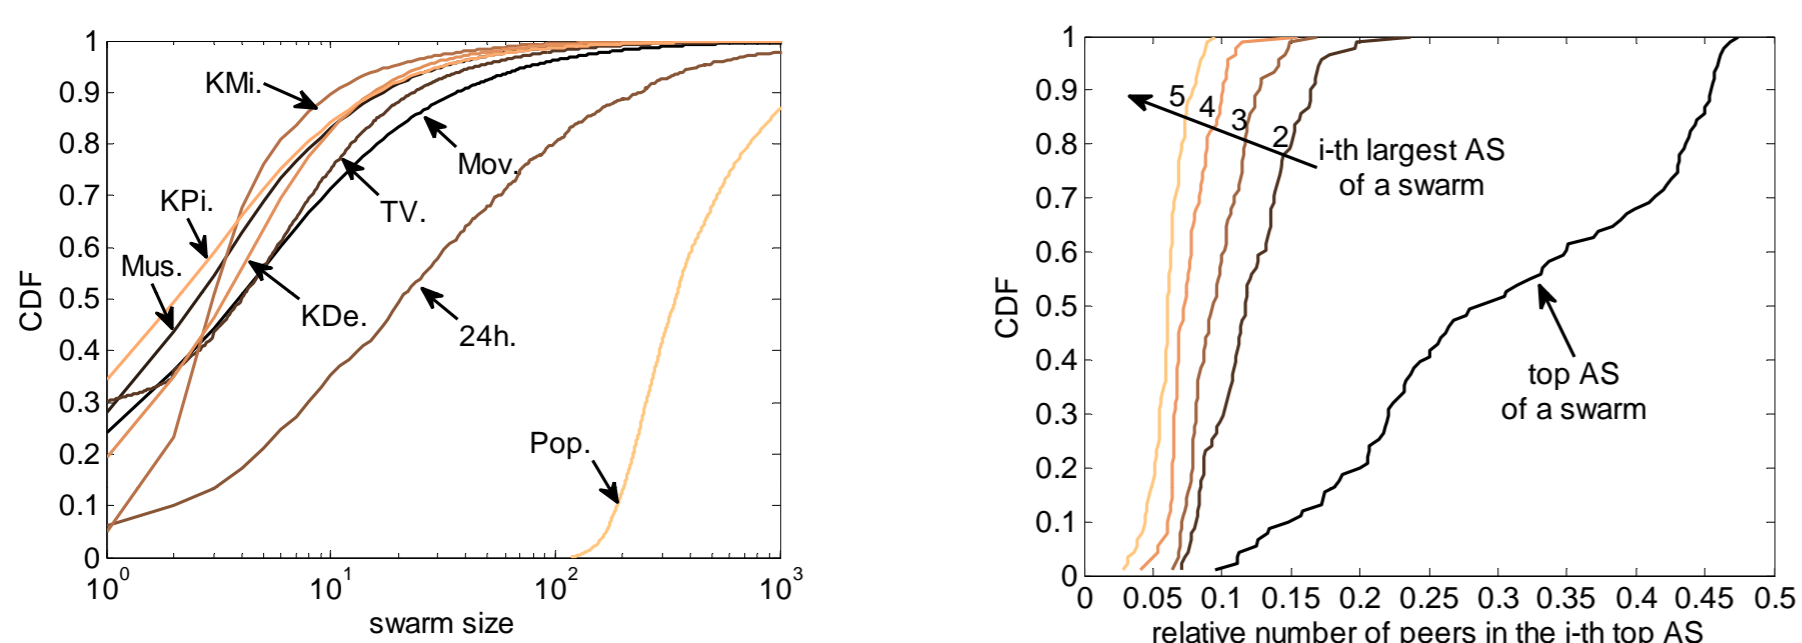 1
0.9
0.8
0.7
0.6
0.5
0.4
0.3
0.2
0.1
0
CDF
KMi.
KPi.
Mus.
Mov.
TV.
KDe.
24h.
Pop.
10^0 10^1 10^2 10^3
swarm size
1
0.9
0.8
0.7
0.6
0.5
0.4
0.3
0.2
0.1
0
CDF
5 4 3 2
i-th largest AS
of a swarm
top AS
of a swarm
0 0.05 0.1 0.15 0.2 0.25 0.3 0.35 0.4 0.45 0.5
relative number of peers in the i-th top AS